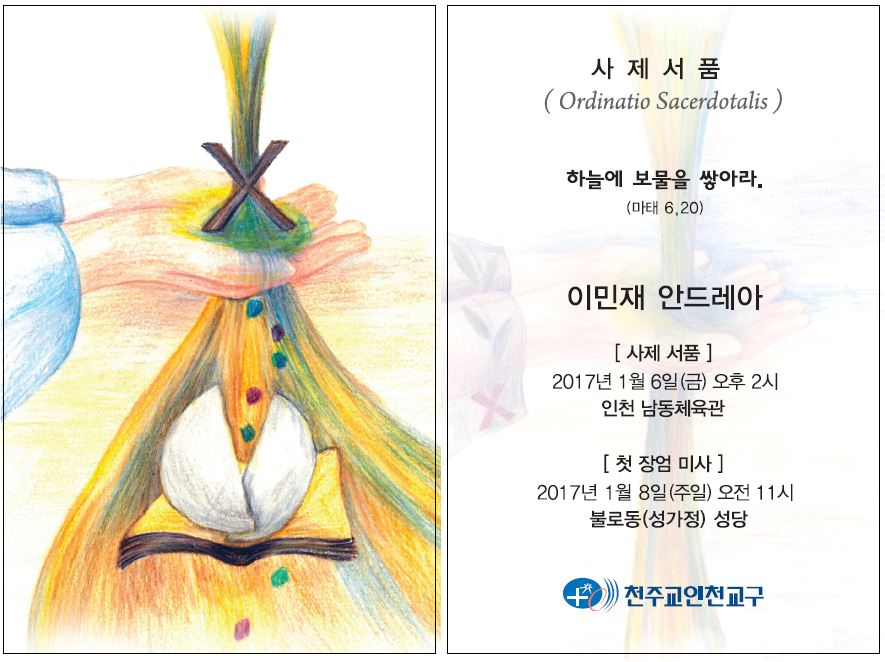 사 제 서 품
( Ordinatio Sacerdotalis )
하늘에 보물을 쌓아라.
(마태 6,20)
이민재 안드레아
[ 사제 서품 ]
2017년 1월 6일(금) 오후 2시
인천 남동체육관
[ 첫 장엄 미사 ]
2017년 1월 8일(주일) 오전 11시
불로동(성가정) 성당
천주교인천교구